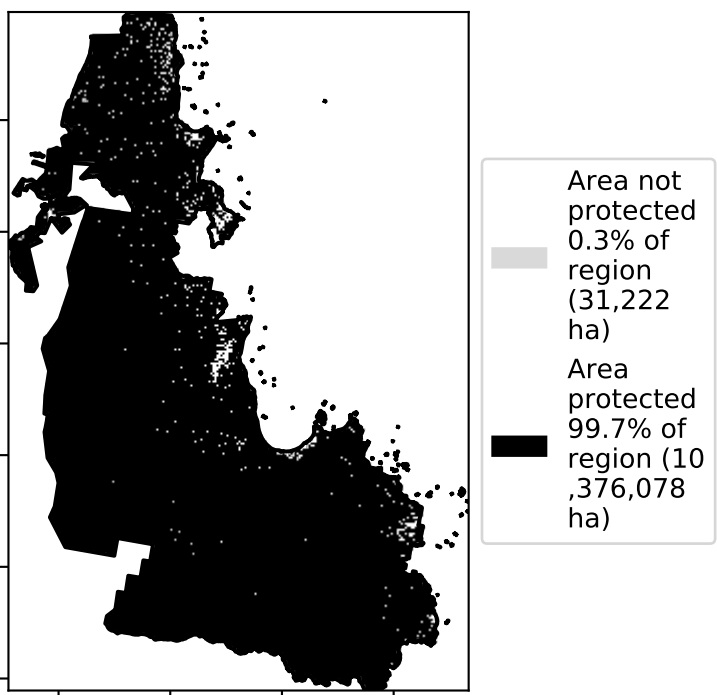 Area not
protected
0.3% of
region
(31,222
ha)
Area
protected
99.7% of
region (10
,376,078
ha)